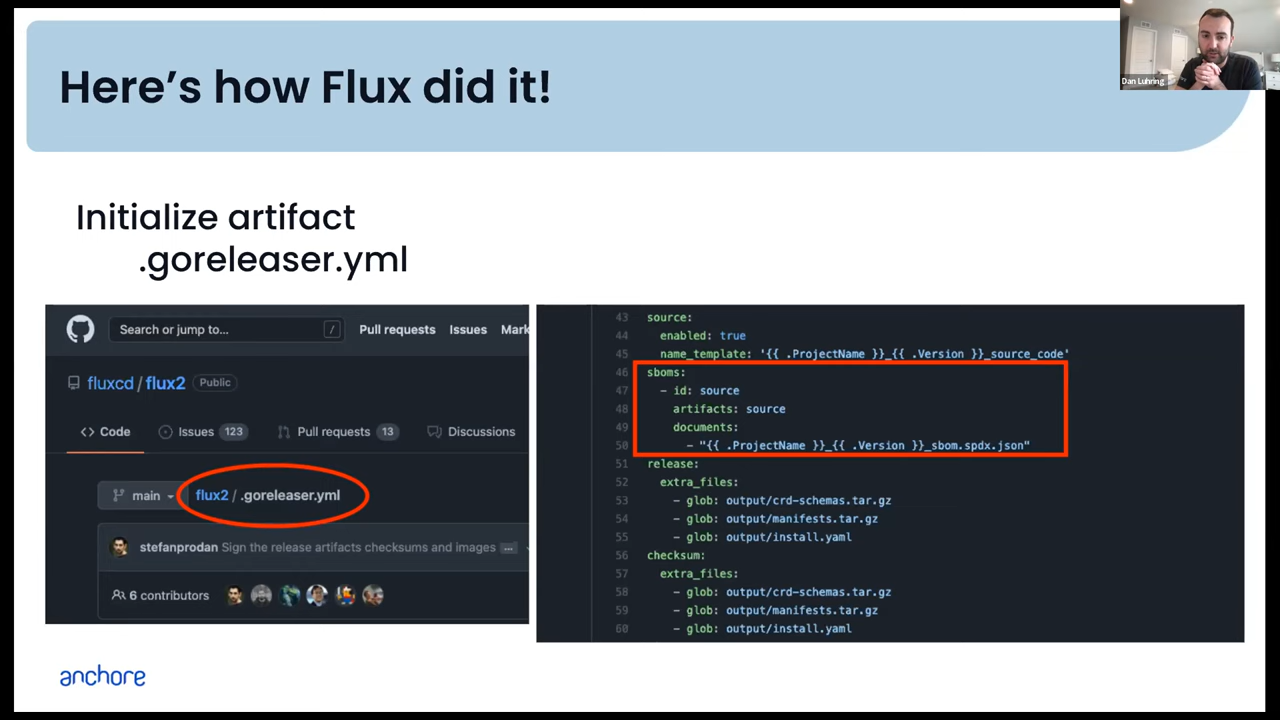 Here's how Flux did it!
Dan Luhring
Initialize artifact
.goreleaser.yml
Search or jump to... /
Pull requests Issues Mark
fluxcd / flux2 Public
Code Issues 123 Pull requests 13 Discussions
main flux2 / .goreleaser.yml
stefanprodan Sign the release artifacts checksums and images ...
6 contributors
43 source:
44 enabled: true
45 name_template: '{{ .ProjectName }}_{{ .Version }}_source_code'
46 sboms:
47 - id: source
48 artifacts: source
49 documents:
50 - "{{ .ProjectName }}_{{ .Version }}_sbom.spdx.json"
51 release:
52 extra_files:
53 - glob: output/crd-schemas.tar.gz
54 - glob: output/manifests.tar.gz
55 - glob: output/install.yaml
56 checksum:
57 extra_files:
58 - glob: output/crd-schemas.tar.gz
59 - glob: output/manifests.tar.gz
60 - glob: output/install.yaml
anchore